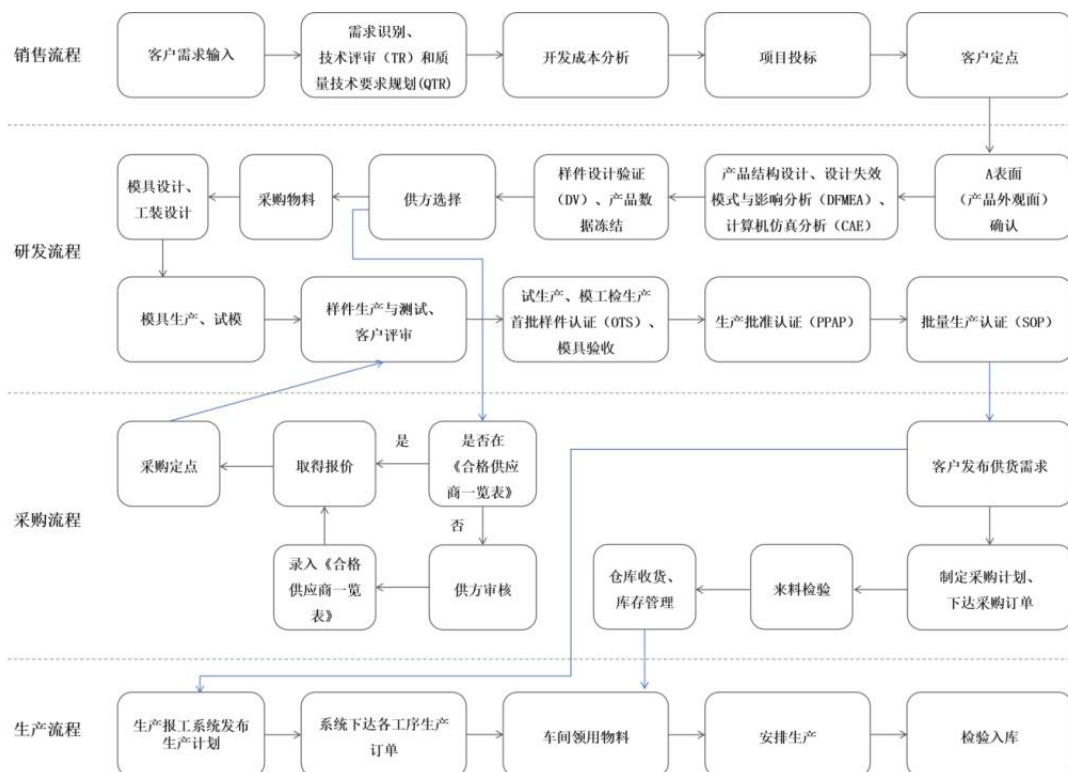 销售流程
客户需求输入
需求识别、
技术评审（TR）和质
量技术要求规划(QTR)
开发成本分析
项目投标
客户定点
研发流程
模具设计、
工装设计
采购物料
供方选择
样件设计验证
（DV）、产品数
据冻结
产品结构设计、设计失效
模式与影响分析（DFMEA）、
计算机仿真分析（CAE）
A表面
（产品外观面）
确认
模具生产、试模
样件生产与测试、
客户评审
试生产、模工检生产
首批样件认证（OTS）、
模具验收
生产批准认证（PPAP）
批量生产认证（SOP）
采购流程
采购定点
取得报价
是
是否在
《合格供应
商一览表》
客户发布供货需求
否
录入《合格
供应商一览
表》
供方审核
仓库收货、
库存管理
来料检验
制定采购计划、
下达采购订单
生产流程
生产报工系统发布
生产计划
系统下达各工序生产
订单
车间领用物料
安排生产
检验入库